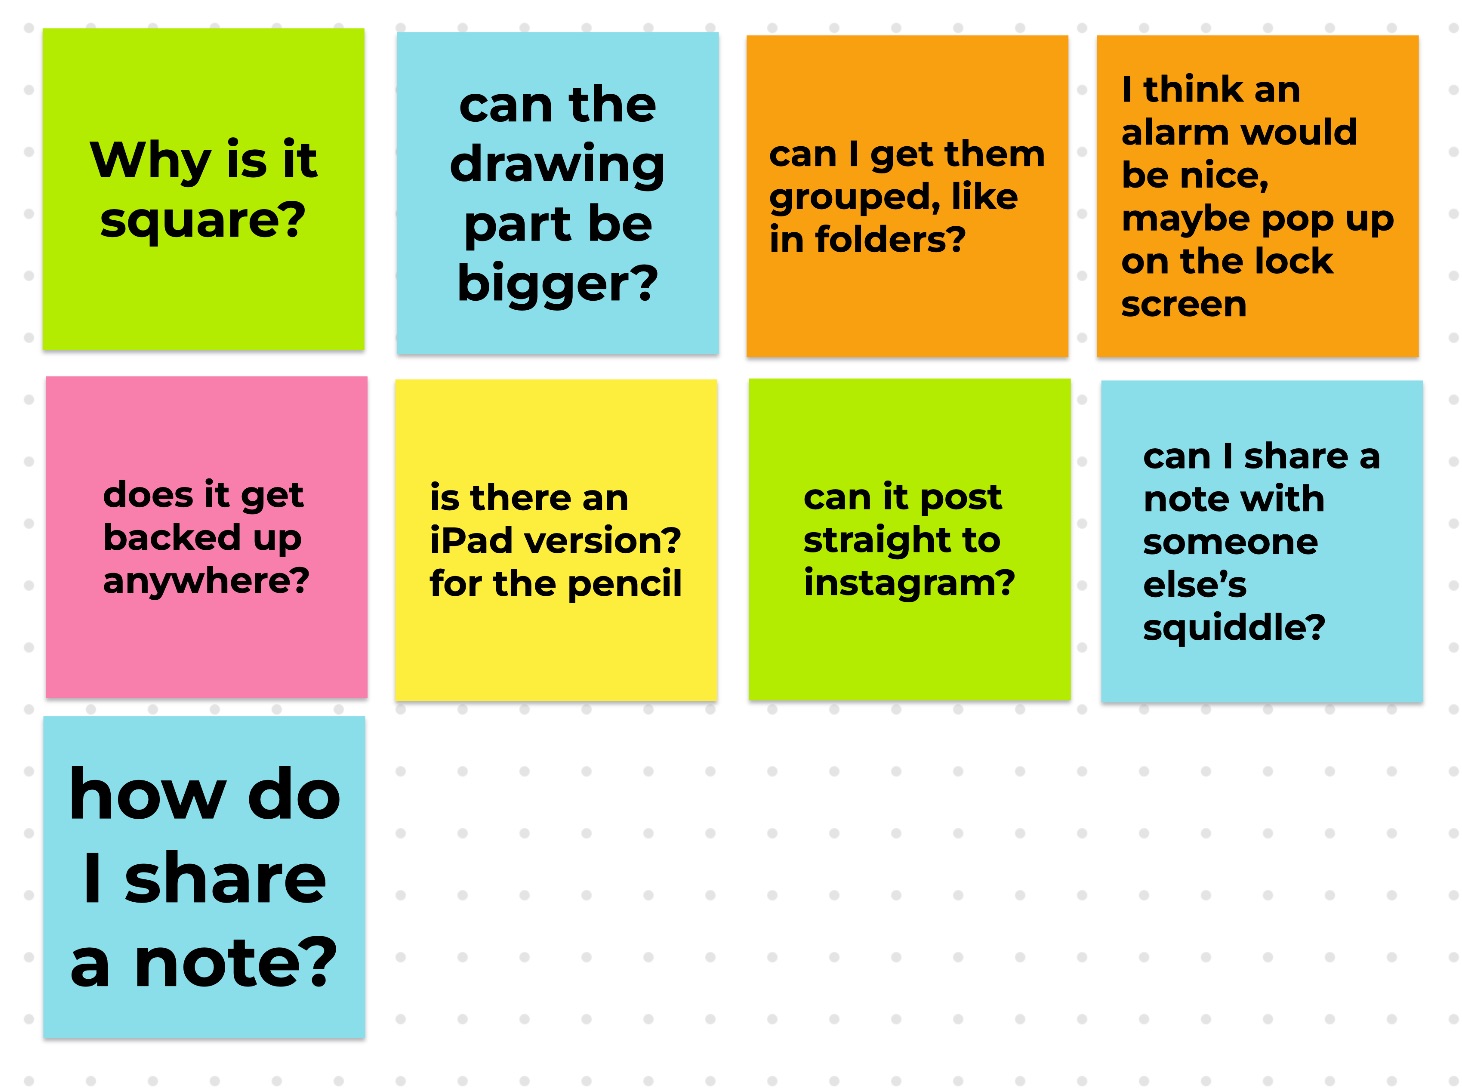 Why is it
square?
can the
drawing
part be
bigger?
can I get them
grouped, like
in folders?
I think an
alarm would
be nice,
maybe pop up
on the lock
screen
does it get
backed up
anywhere?
is there an
iPad version?
for the pencil
can it post
straight to
instagram?
can I share a
note with
someone
else’s
squiddle?
how do
I share
a note?